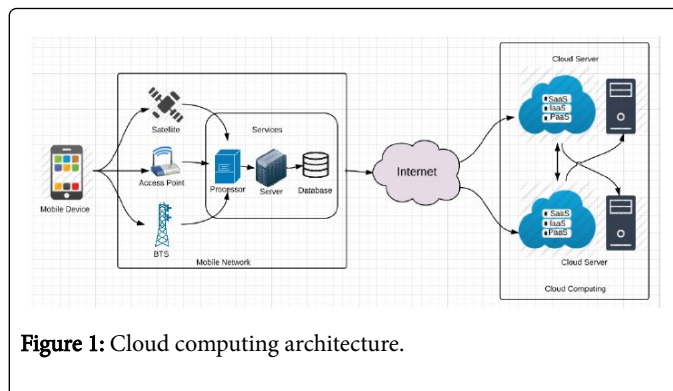 Cloud Server
SaaS
IaaS
PaaS
Satellite
Services
Internet
Mobile Device
Access Point
Processor
Server
Database
SaaS
IaaS
PaaS
BTS
Mobile Network
Cloud Server
Cloud Computing
Figure 1: Cloud computing architecture.